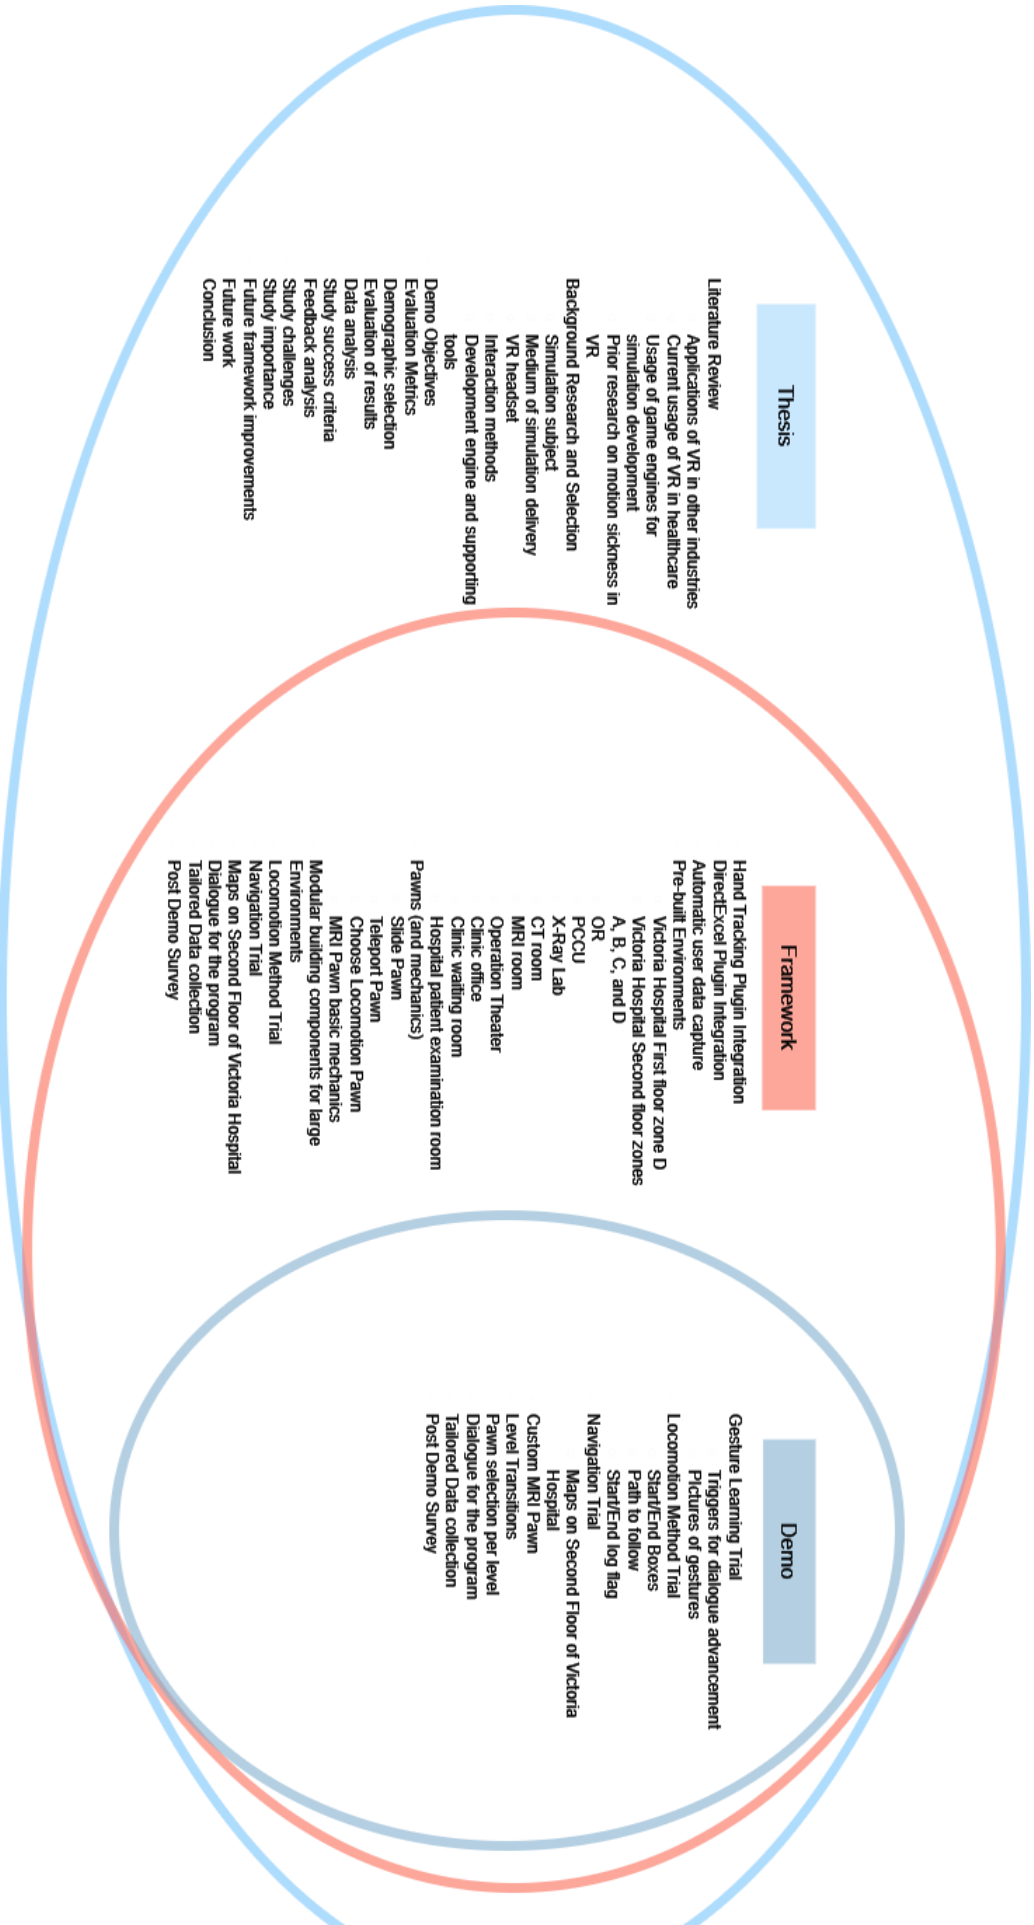 Thesis
Literature Review
Applications of VR in other industries
Current usage of VR in healthcare
Usage of game engines for
simulation development
Prior research on motion sickness in
VR
Background Research and Selection
Simulation subject
Medium of simulation delivery
VR headset
Interaction methods
Development engine and supporting
tools
Demo Objectives
Evaluation Metrics
Demographic selection
Evaluation of results
Data analysis
Study success criteria
Feedback analysis
Study challenges
Study importance
Future framework improvements
Future work
Conclusion
Framework
Hand Tracking Plugin Integration
DirectExcel Plugin Integration
Automatic user data capture
Pre-built Environments
Victoria Hospital First floor zone D
Victoria Hospital Second floor zones
A, B, C, and D
OR
PCCU
X-Ray Lab
CT room
MRI room
Operation Theater
Clinic office
Clinic waiting room
Hospital patient examination room
Pawns (and mechanics)
Slide Pawn
Teleport Pawn
Choose Locomotion Pawn
MRI Pawn basic mechanics
Modular building components for large
Environments
Locomotion Method Trial
Navigation Trial
Maps on Second Floor of Victoria Hospital
Dialogue for the program
Tailored Data collection
Post Demo Survey
Demo
Gesture Learning Trial
Triggers for dialogue advancement
Pictures of gestures
Locomotion Method Trial
Start/End Boxes
Path to follow
Start/End log flag
Navigation Trial
Maps on Second Floor of Victoria
Hospital
Custom MRI Pawn
Level Transitions
Pawn selection per level
Dialogue for the program
Tailored Data collection
Post Demo Survey